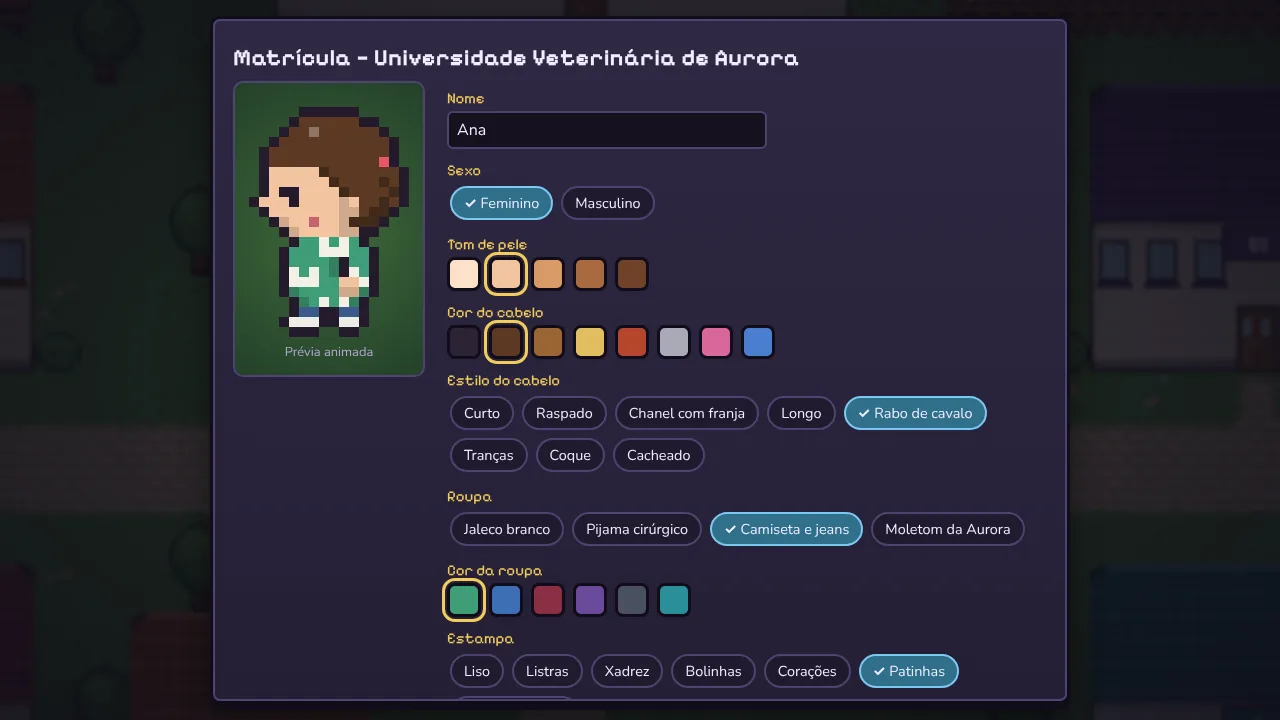 Matrícula - Universidade Veterinária de Aurora
Nome
Ana
Sexo
✓ Feminino Masculino
Tom de pele
Cor do cabelo
Prévia animada
Estilo do cabelo
Curto Raspado Chanel com franja Longo ✓ Rabo de cavalo
Tranças Coque Cacheado
Roupa
Jaleco branco Pijama cirúrgico ✓ Camiseta e jeans Moletom da Aurora
Cor da roupa
Estampa
Liso Listras Xadrez Bolinhas Corações ✓ Patinhas